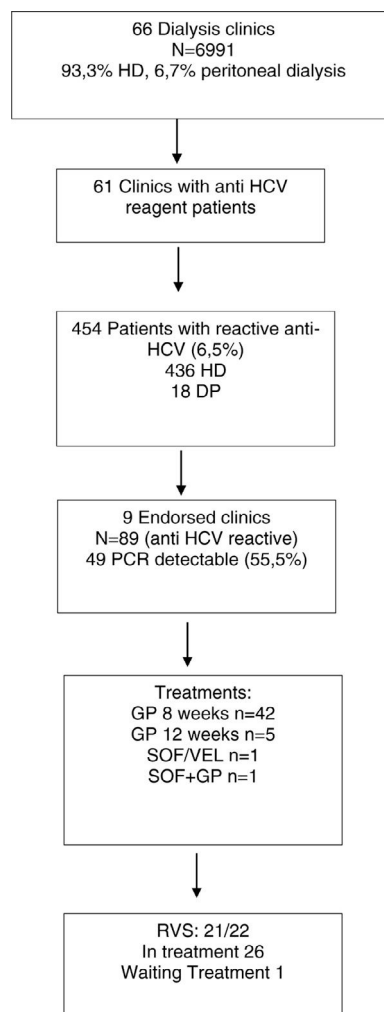 66 Dialysis clinics
N=6991
93,3% HD, 6,7% peritoneal dialysis
61 Clinics with anti HCV
reagent patients
454 Patients with reactive anti-
HCV (6,5%)
436 HD
18 DP
9 Endorsed clinics
N=89 (anti HCV reactive)
49 PCR detectable (55,5%)
Treatments:
GP 8 weeks n=42
GP 12 weeks n=5
SOF/VEL n=1
SOF+GP n=1
RVS: 21/22
In treatment 26
Waiting Treatment 1